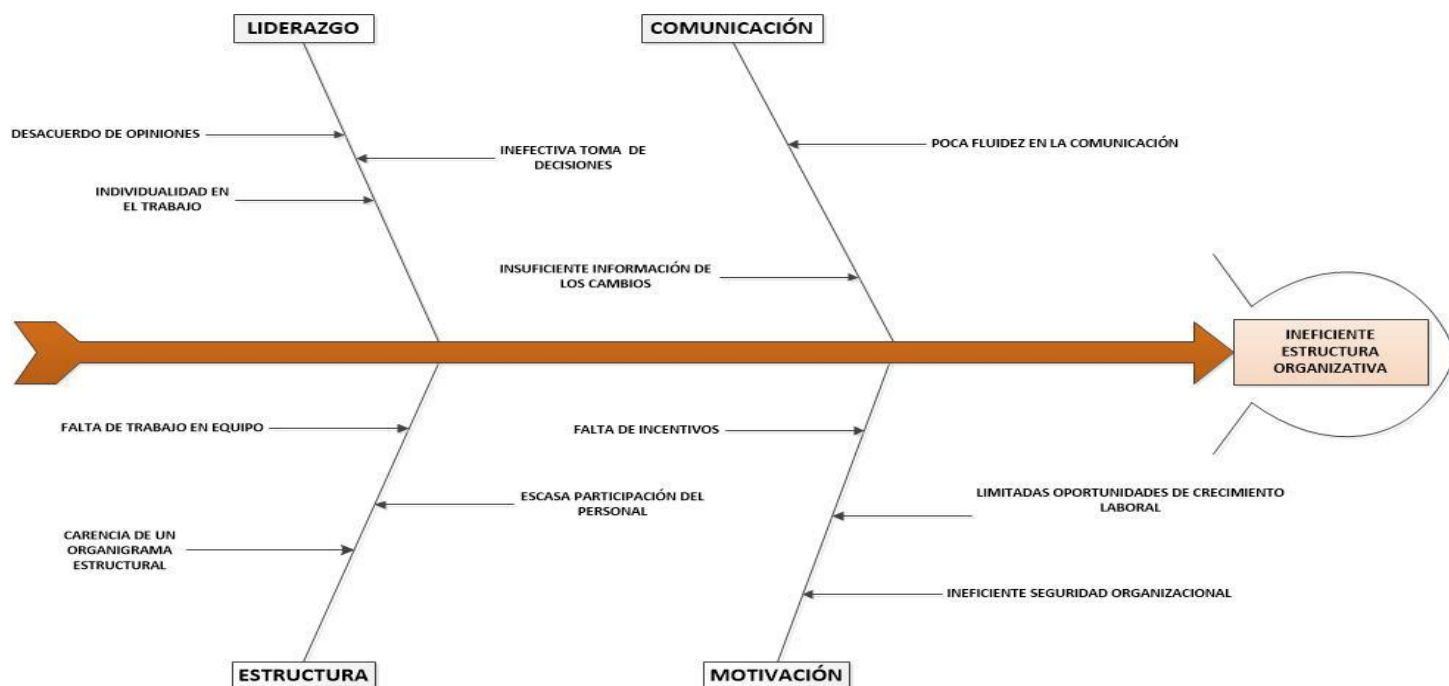 LIDERAZGO
COMUNICACIÓN
DESACUERDO DE OPINIONES
INEFECTIVA TOMA DE
DECISIONES
POCA FLUIDEZ EN LA COMUNICACIÓN
INDIVIDUALIDAD EN
EL TRABAJO
INSUFICIENTE INFORMACIÓN DE
LOS CAMBIOS
INEFICIENTE
ESTRUCTURA
ORGANIZATIVA
FALTA DE TRABAJO EN EQUIPO
FALTA DE INCENTIVOS
ESCASA PARTICIPACIÓN DEL
PERSONAL
LIMITADAS OPORTUNIDADES DE CRECIMIENTO
LABORAL
CARENCIA DE UN
ORGANIGRAMA
ESTRUCTURAL
INEFICIENTE SEGURIDAD ORGANIZACIONAL
ESTRUCTURA
MOTIVACIÓN